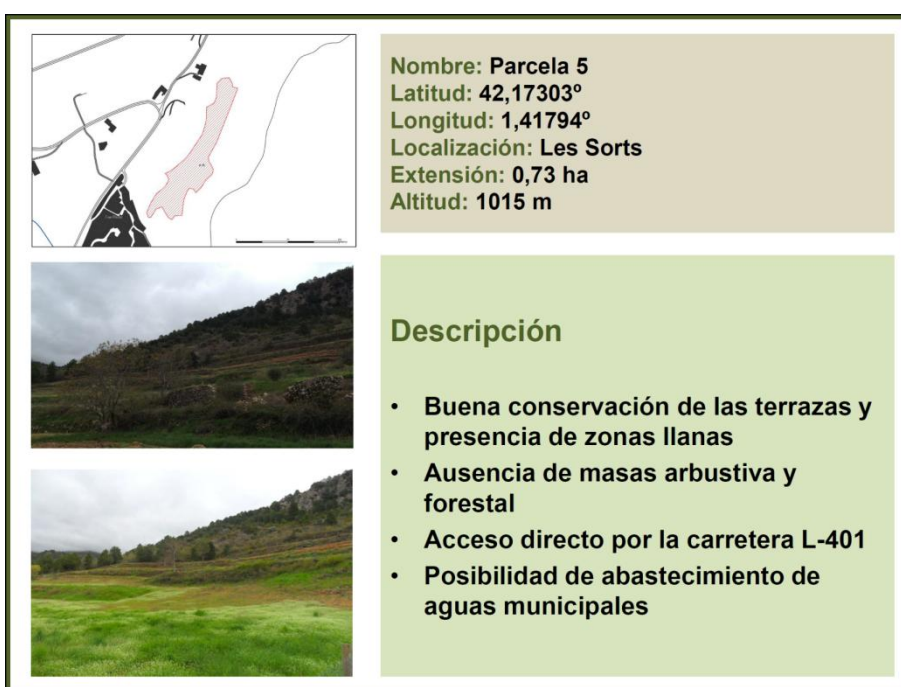 Nombre: Parcela 5
Latitud: 42,17303º
Longitud: 1,41794º
Localización: Les Sorts
Extensión: 0,73 ha
Altitud: 1015 m
Descripción
• Buena conservación de las terrazas y
presencia de zonas llanas
• Ausencia de masas arbustiva y
forestal
• Acceso directo por la carretera L-401
• Posibilidad de abastecimiento de
aguas municipales